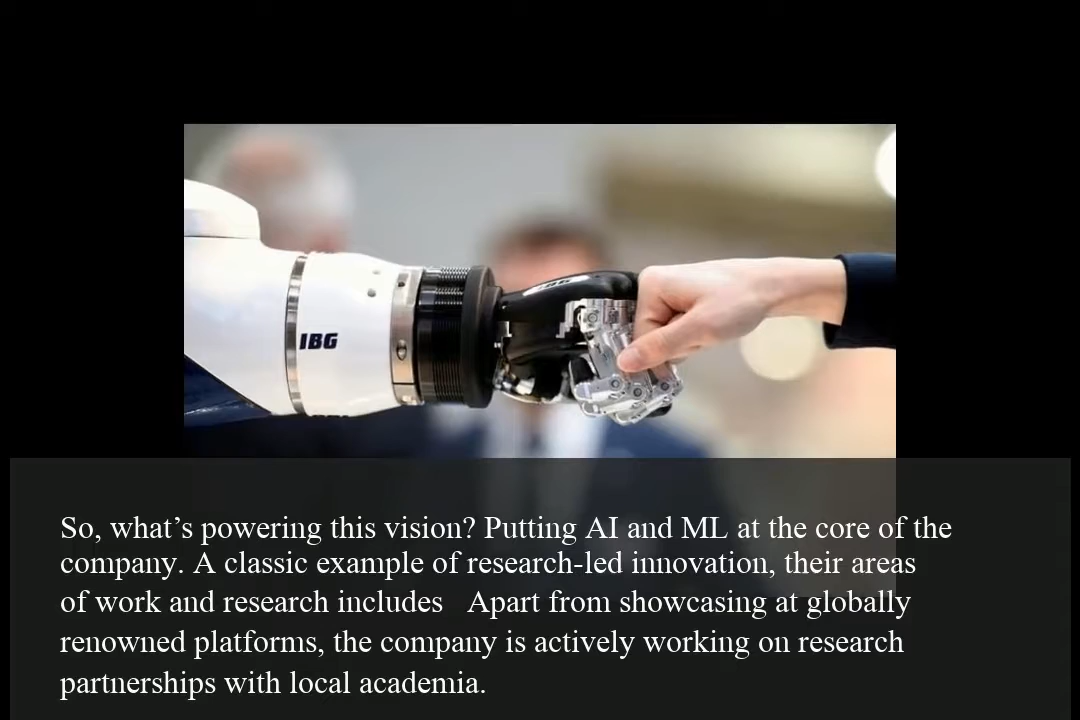 IBG
So, what’s powering this vision? Putting AI and ML at the core of the
company. A classic example of research-led innovation, their areas
of work and research includes   Apart from showcasing at globally
renowned platforms, the company is actively working on research
partnerships with local academia.